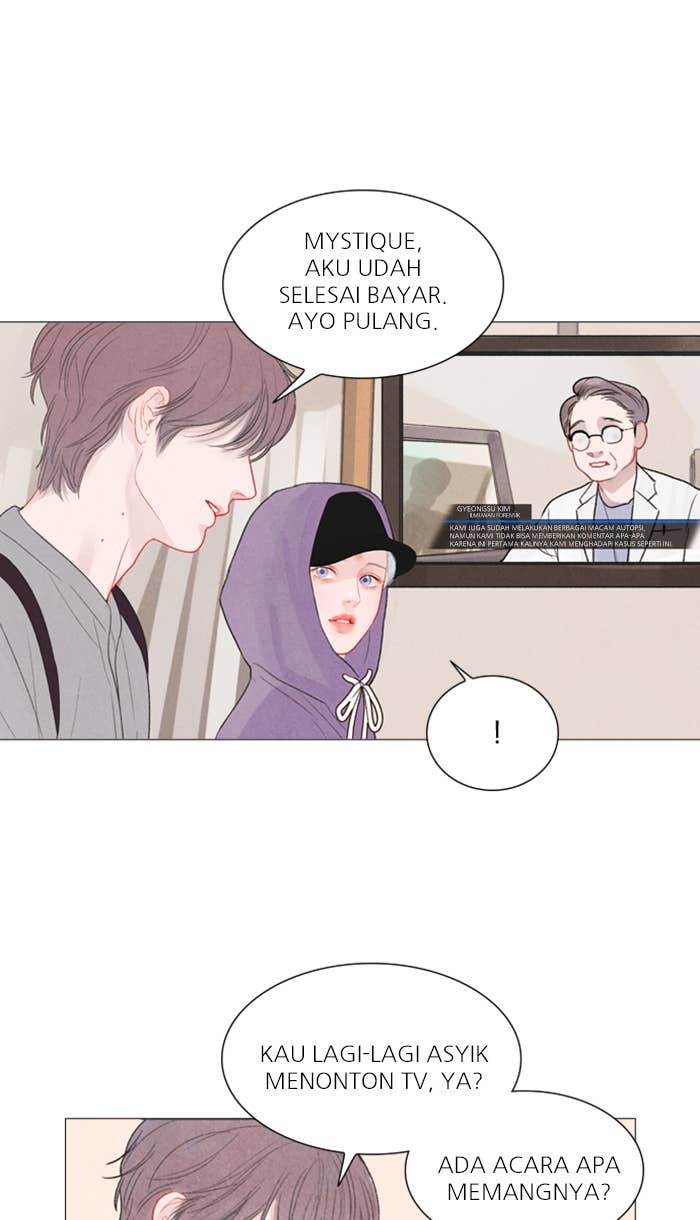 MYSTIQUE,
AKU UDAH
SELESAI BAYAR.
AYO PULANG.
GYEONGSU KIM
ILMUWAN FORENSIK
KAMI JUGA SUDAH MELAKUKAN BERBAGAI MACAM AUTOPSI,
NAMUN KAMI TIDAK BISA MEMBERIKAN KOMENTAR APA-APA
KARENA INI PERTAMA KALINYA KAMI MENGHADAPI KASUS SEPERTI INI.
!
KAU LAGI-LAGI ASYIK
MENONTON TV, YA?
ADA ACARA APA
MEMANGNYA?